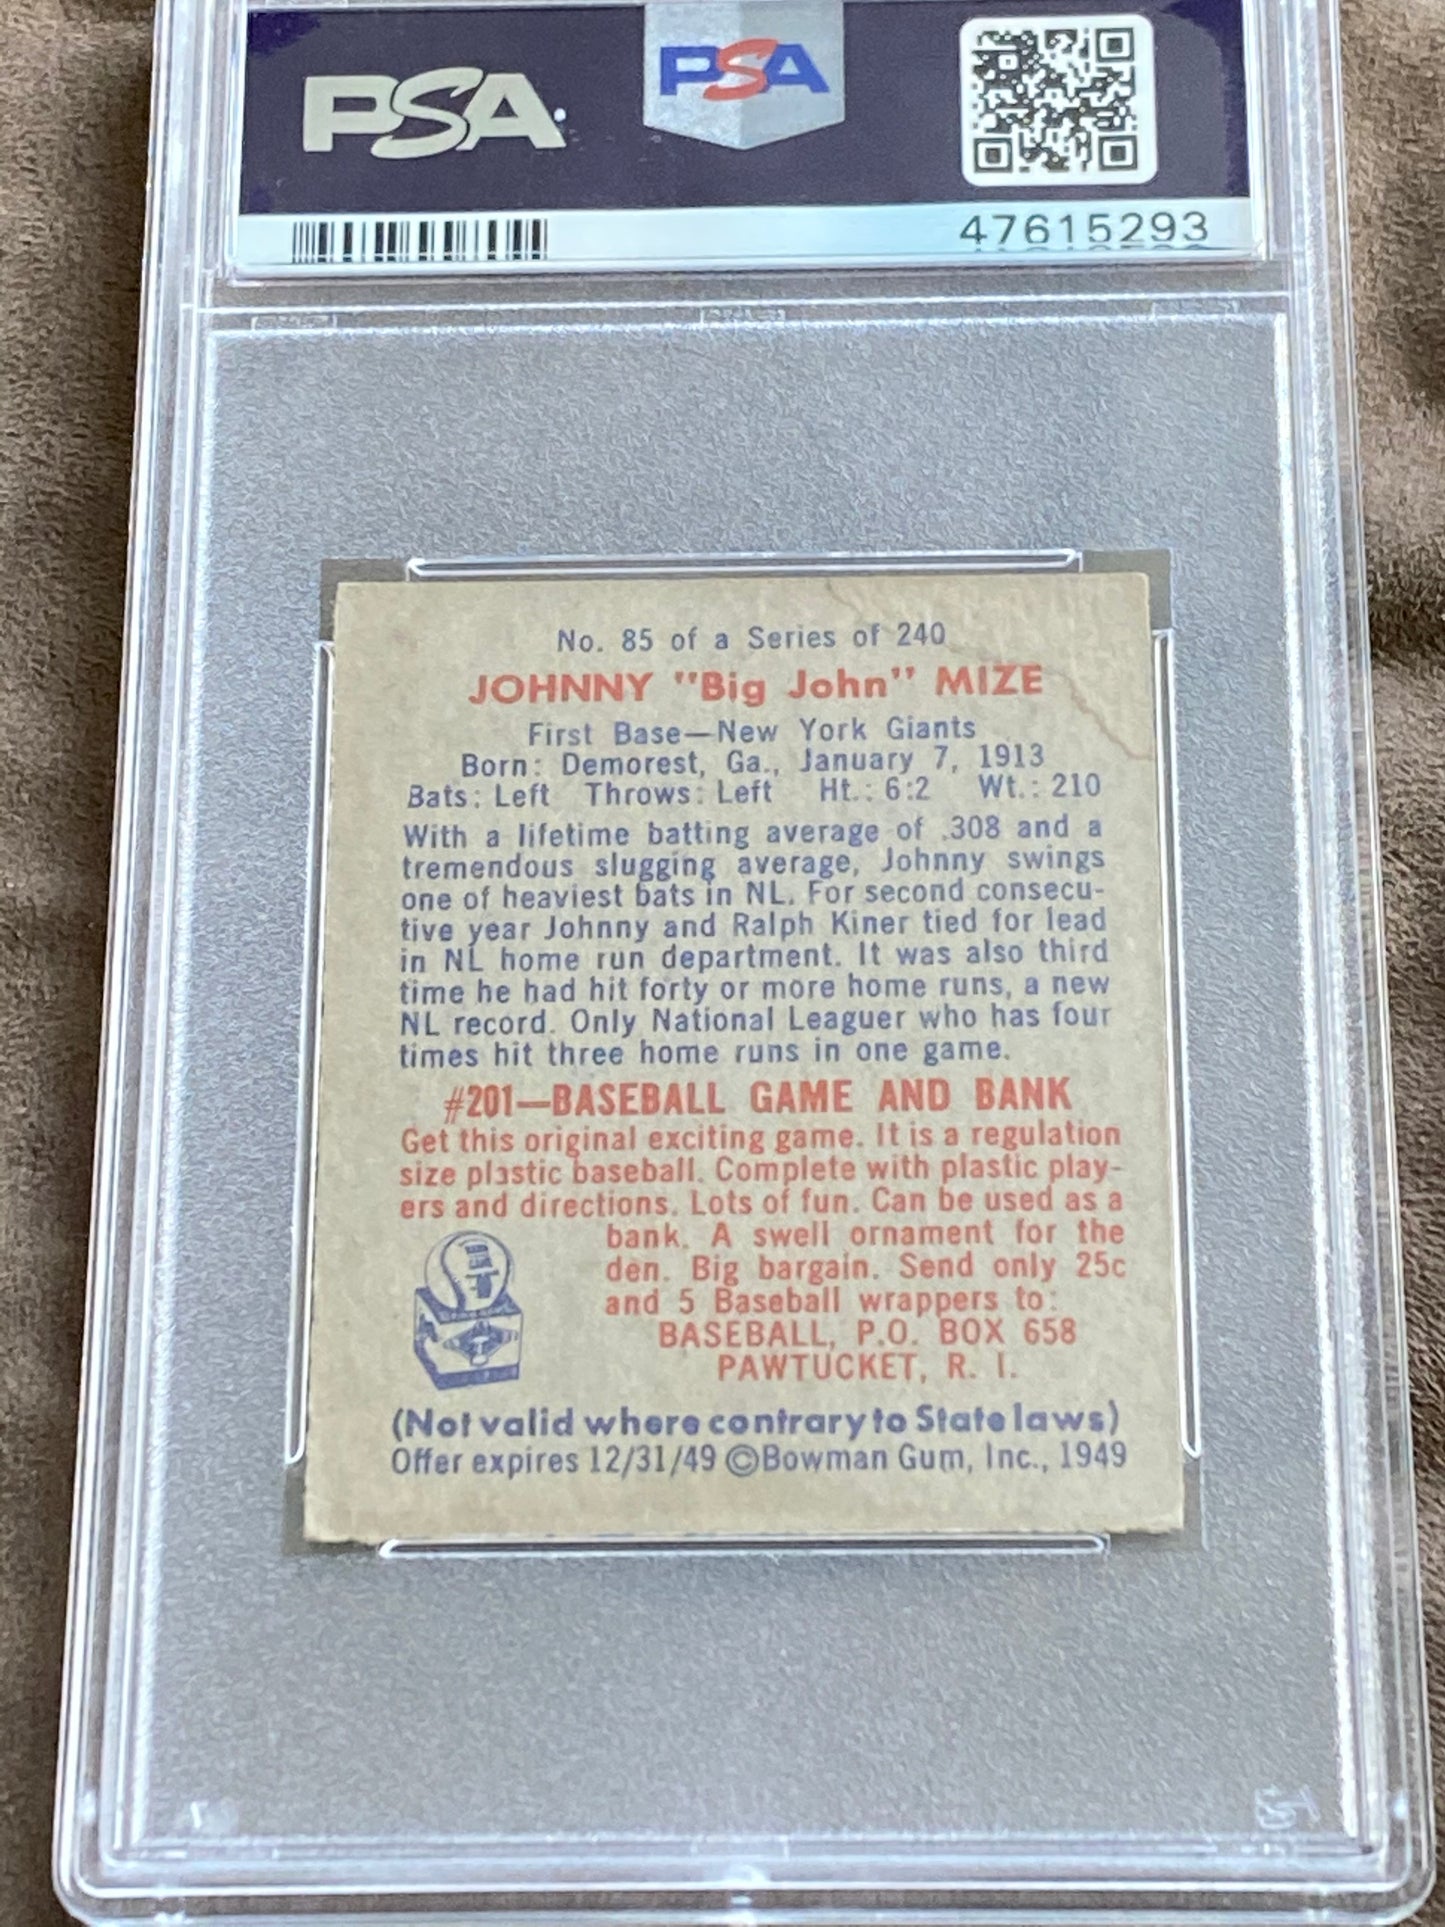 PSA
PSA
47615293
No. 85 of a Series of 240
JOHNNY "Big John" MIZE
First Base—New York Giants
Born: Demorest, Ga., January 7, 1913
Bats: Left Throws: Left Ht.: 6:2 Wt.: 210
With a lifetime batting average of .308 and a
tremendous slugging average, Johnny swings
one of heaviest bats in NL. For second consecu-
tive year Johnny and Ralph Kiner tied for lead
in NL home run department. It was also third
time he had hit forty or more home runs, a new
NL record. Only National Leaguer who has four
times hit three home runs in one game.
#201—BASEBALL GAME AND BANK
Get this original exciting game. It is a regulation
size plastic baseball. Complete with plastic play-
ers and directions. Lots of fun. Can be used as a
bank. A swell ornament for the
den. Big bargain. Send only 25c
and 5 Baseball wrappers to:
BASEBALL, P.O. BOX 658
PAWTUCKET, R. I.
(Not valid where contrary to State laws)
Offer expires 12/31/49 ©Bowman Gum, Inc., 1949